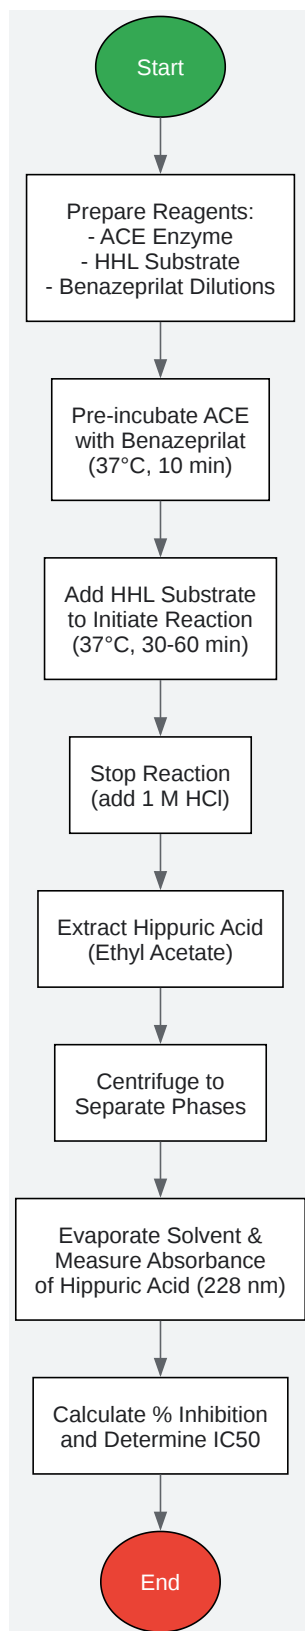 Start
Prepare Reagents:
- ACE Enzyme
- HHL Substrate
- Benazeprilat Dilutions
Pre-incubate ACE
with Benazeprilat
(37°C, 10 min)
Add HHL Substrate
to Initiate Reaction
(37°C, 30-60 min)
Stop Reaction
(add 1 M HCl)
Extract Hippuric Acid
(Ethyl Acetate)
Centrifuge to
Separate Phases
Evaporate Solvent &
Measure Absorbance
of Hippuric Acid (228 nm)
Calculate % Inhibition
and Determine IC50
End